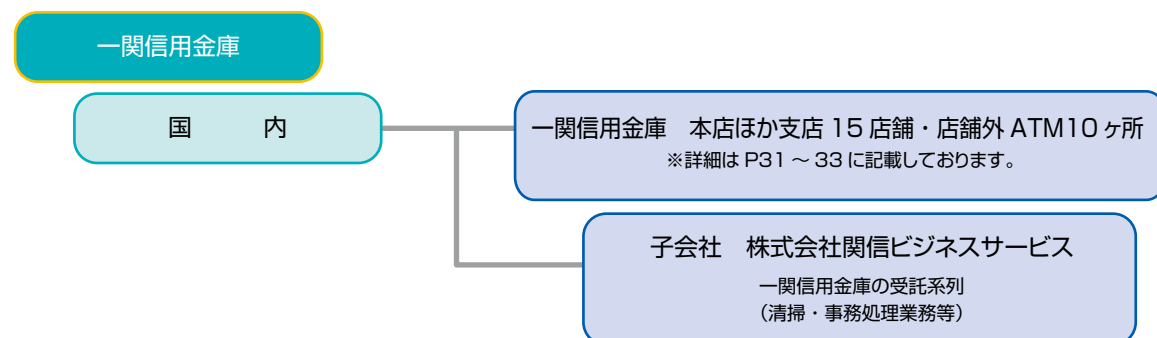 一関信用金庫
国　　　内
一関信用金庫　本店ほか支店 15 店舗・店舗外 ATM10 ヶ所
※詳細は P31 ～ 33 に記載しております。
子会社　株式会社関信ビジネスサービス
一関信用金庫の受託系列
（清掃・事務処理業務等）